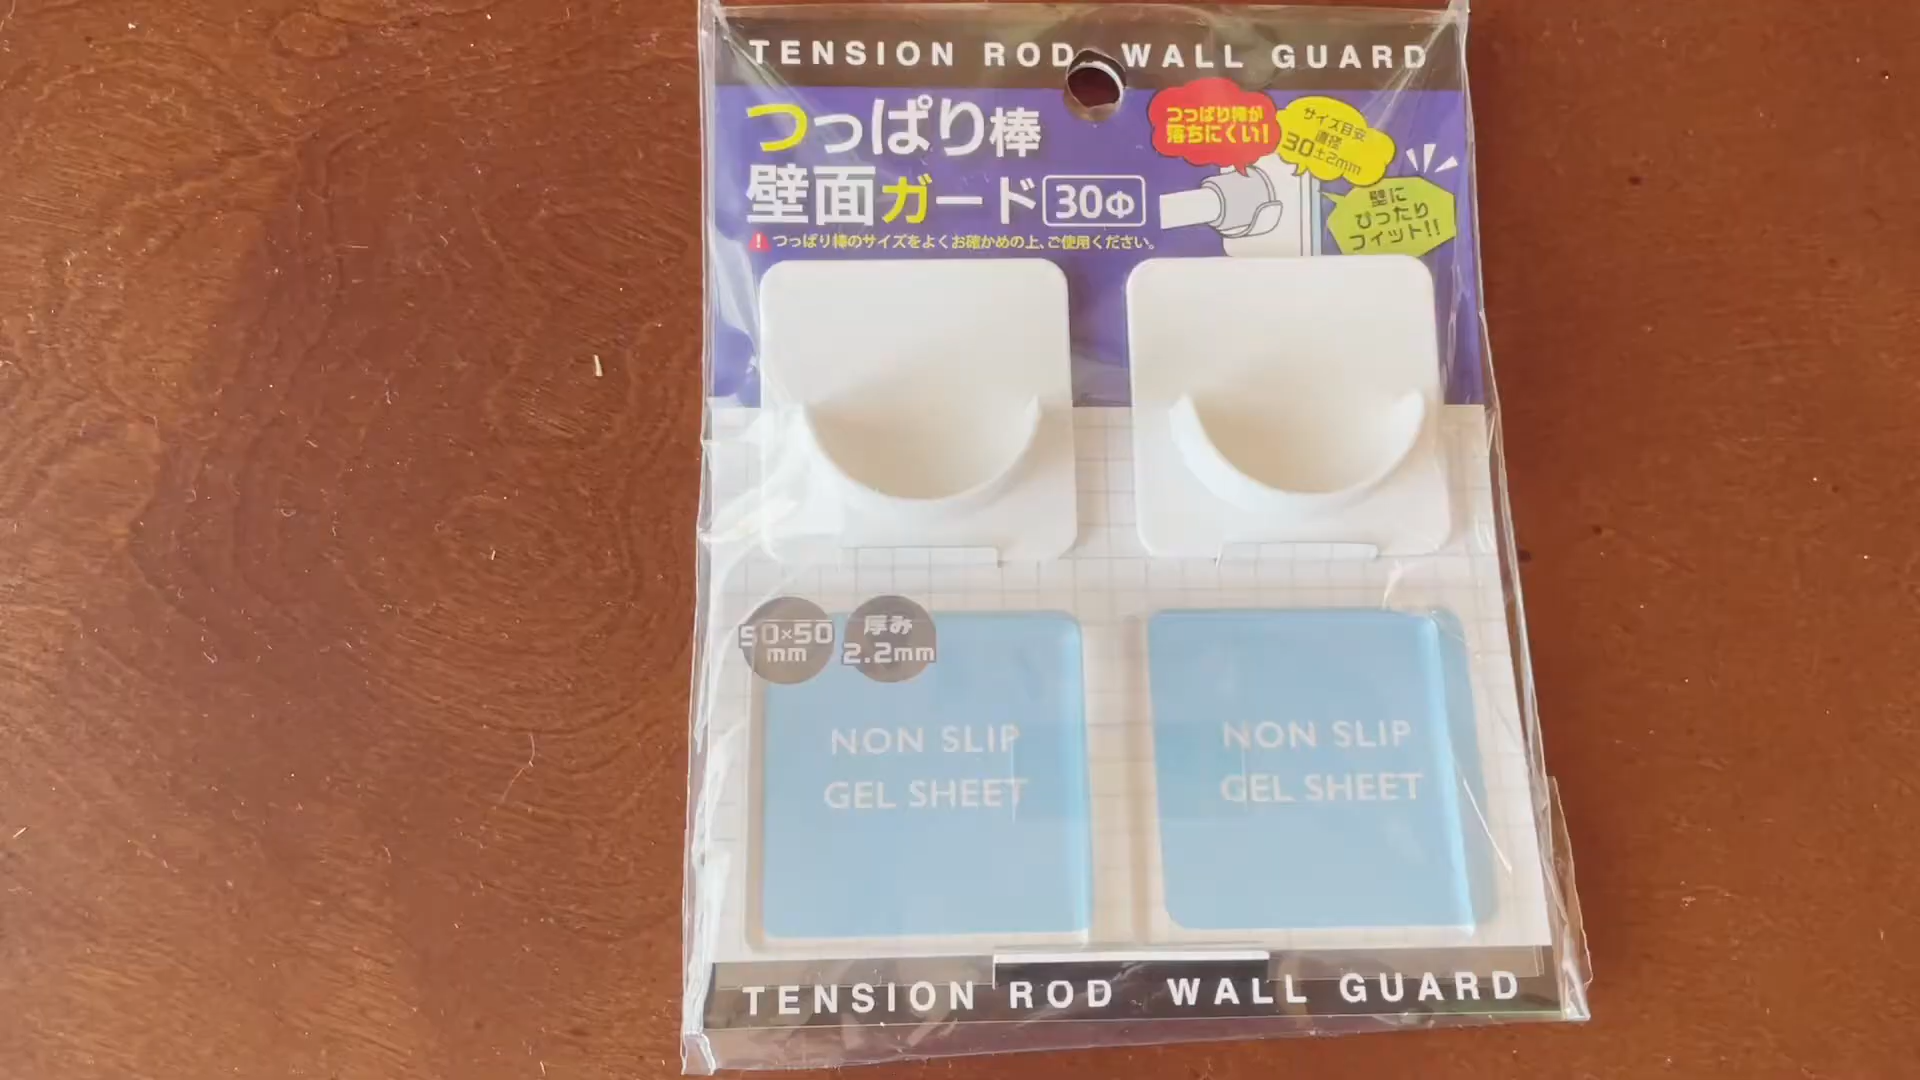 TENSION ROD WALL GUARD
つっぱり棒
壁面ガード 30Φ
つっぱり棒のサイズをよくお確かめの上、ご使用ください。
つっぱり棒が
落ちにくい!
サイズ目安
直径
30±2mm
壁に
ぴったり
フィット!!
50×50
mm
厚み
2.2mm
NON SLIP
GEL SHEET
NON SLIP
GEL SHEET
TENSION ROD WALL GUARD